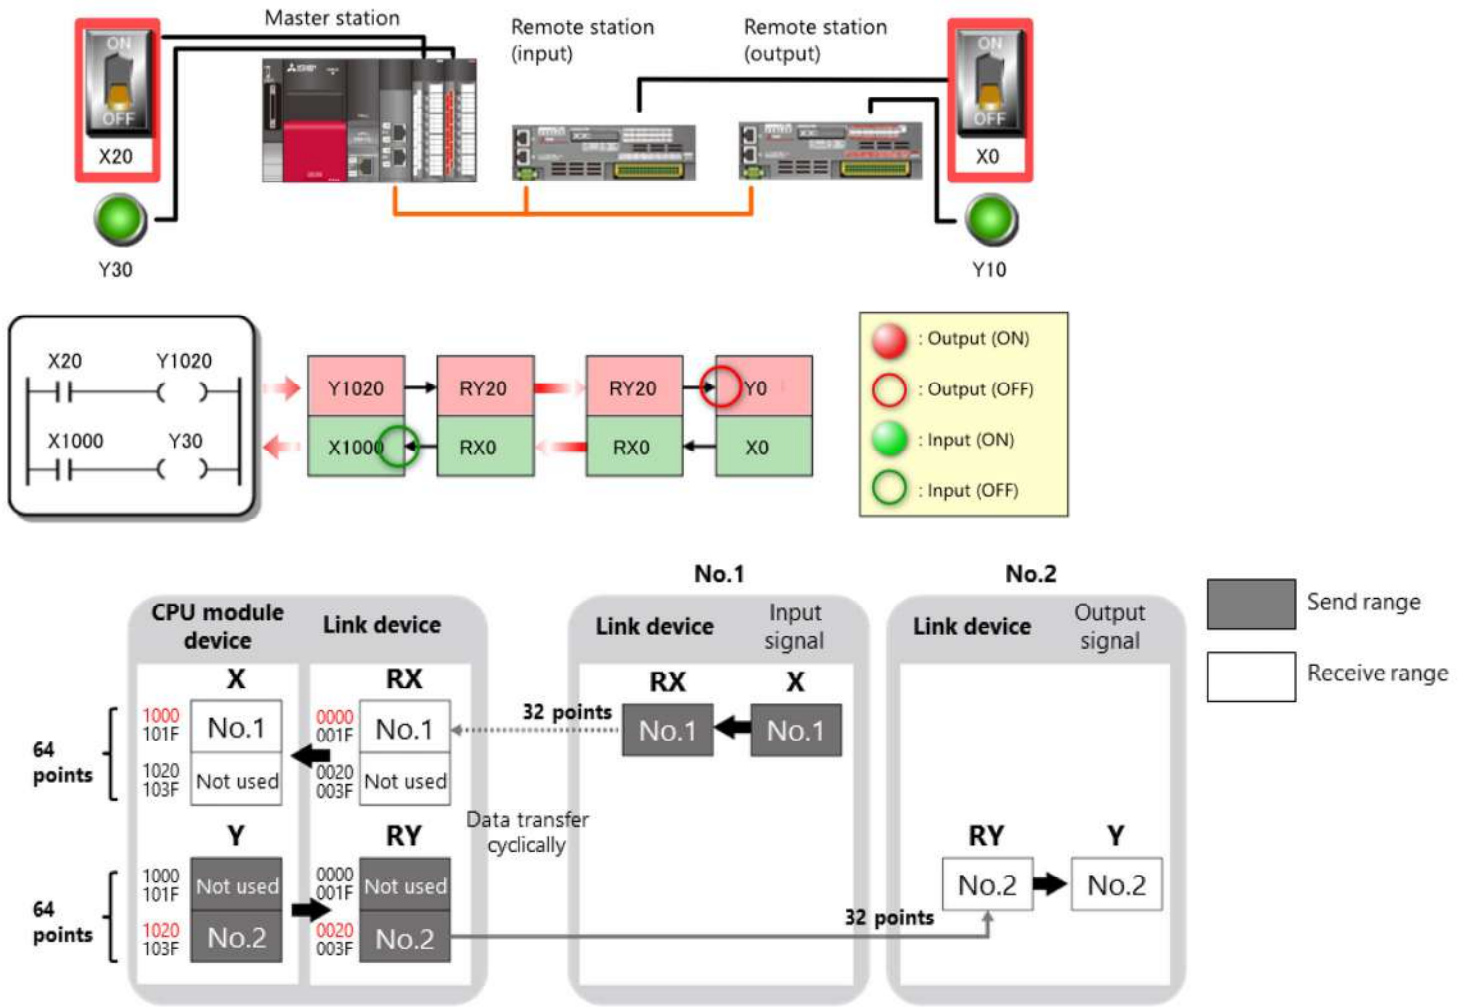 Master station
Remote station
(input)
Remote station
(output)
ON
OFF
X20
Y30
ON
OFF
X0
Y10
X20 Y1020
X1000 Y30
Y1020 RY20 RY20 Y0
X1000 RX0 RX0 X0
: Output (ON)
: Output (OFF)
: Input (ON)
: Input (OFF)
No.1
No.2
CPU module
device
Link device
Link device
Input
signal
Link device
Output
signal
Send range
Receive range
X
RX
RX
X
64
points
1000
101F
No.1
1020
103F
Not used
0000
001F
No.1
0020
003F
Not used
32 points
No.1
No.1
Data transfer
cyclically
Y
RY
RY
Y
64
points
1000
101F
Not used
1020
103F
No.2
0000
001F
Not used
0020
003F
No.2
32 points
No.2
No.2